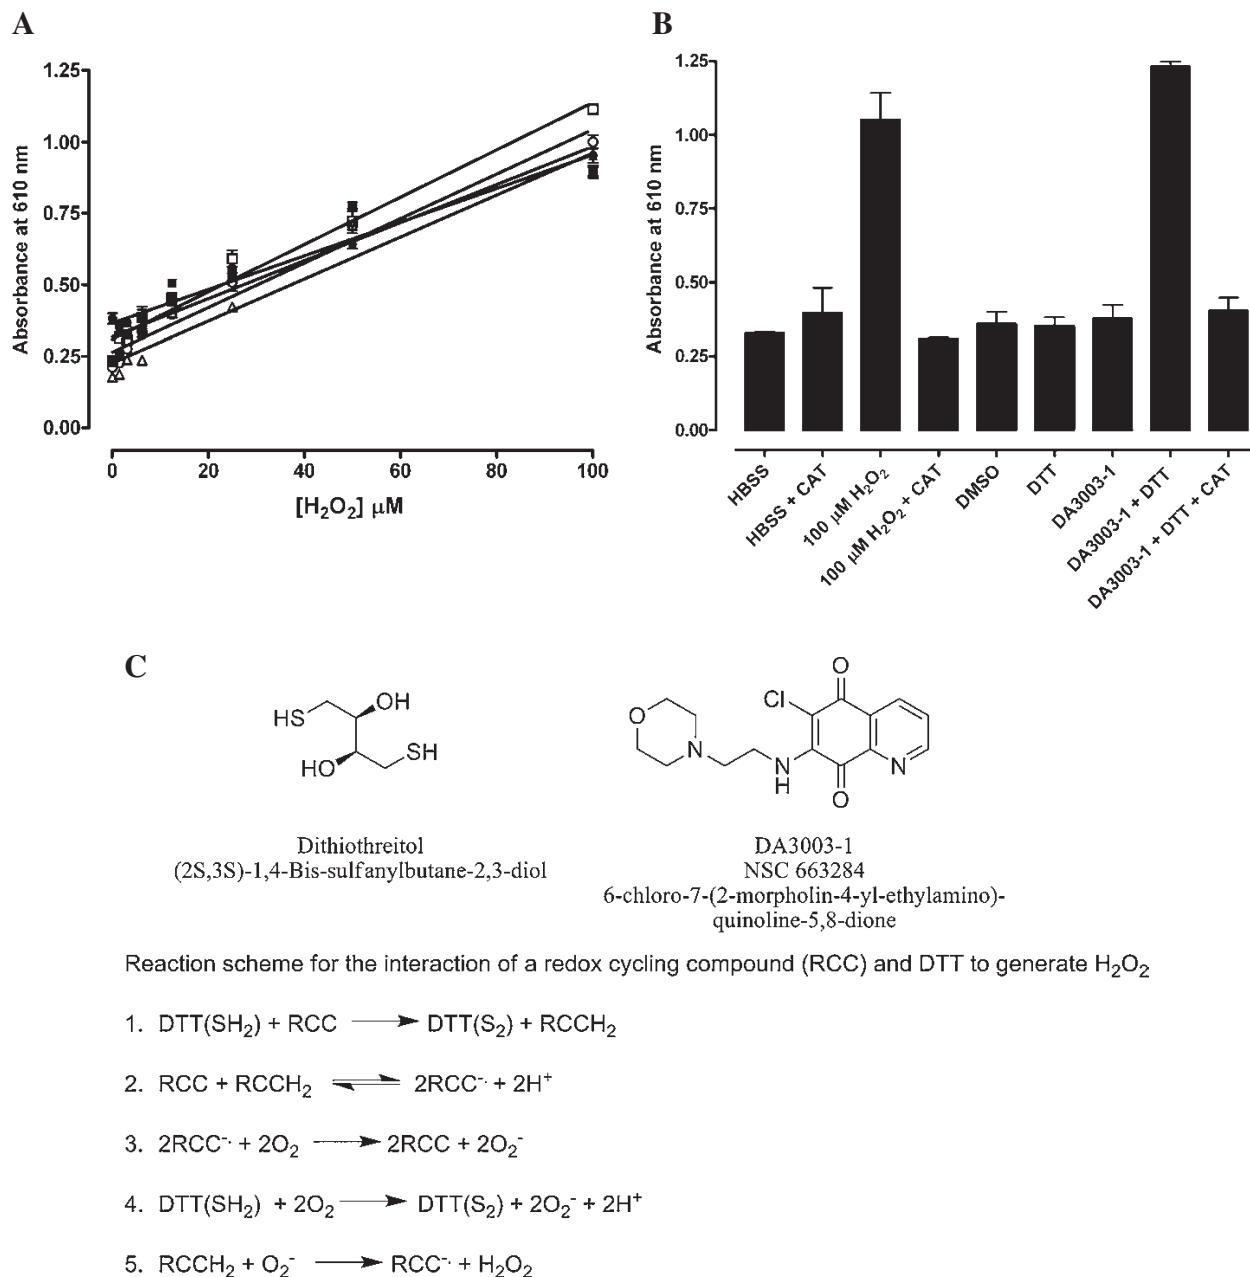 A
1.25
1.00
0.75
0.50
0.25
0.00
Absorbance at 610 nm
0 20 40 60 80 100
[H₂O₂] μM
B
1.25
1.00
0.75
0.50
0.25
0.00
Absorbance at 610 nm
HBSS
HBSS + CAT
100 μM H₂O₂
100 μM H₂O₂ + CAT
DMSO
DTT
DA3003-1
DA3003-1 + DTT
DA3003-1 + DTT + CAT
C
HS OH
HO SH
Dithiothreitol
(2S,3S)-1,4-Bis-sulfanylbutane-2,3-diol
O
Cl
O
N
N
H
N
O
DA3003-1
NSC 663284
6-chloro-7-(2-morpholin-4-yl-ethylamino)-
quinoline-5,8-dione
Reaction scheme for the interaction of a redox cycling compound (RCC) and DTT to generate H₂O₂
1. DTT(SH₂) + RCC ⟶ DTT(S₂) + RCCH₂
2. RCC + RCCH₂ ⇌ 2RCC⁻· + 2H⁺
3. 2RCC⁻· + 2O₂ ⟶ 2RCC + 2O₂⁻
4. DTT(SH₂) + 2O₂ ⟶ DTT(S₂) + 2O₂⁻ + 2H⁺
5. RCCH₂ + O₂⁻ ⟶ RCC⁻· + H₂O₂